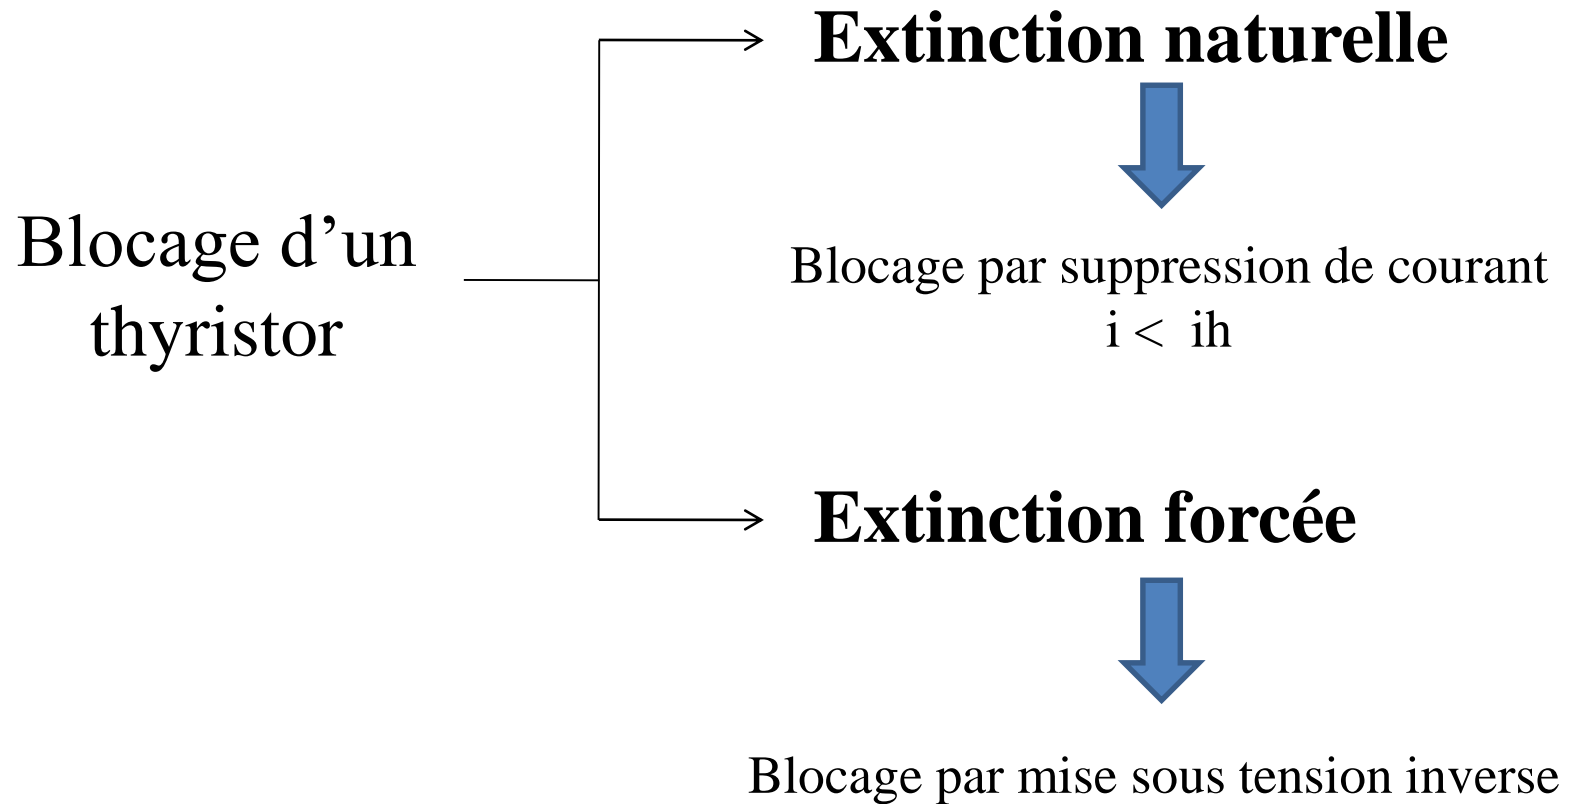 Extinction naturelle
Blocage d’un
thyristor
Blocage par suppression de courant
i < ih
Extinction forcée
Blocage par mise sous tension inverse